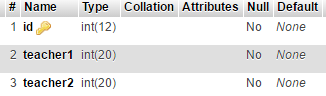 # Name Type Collation Attributes Null Default
1 id int(12) No None
2 teacher1 int(20) No None
3 teacher2 int(20) No None